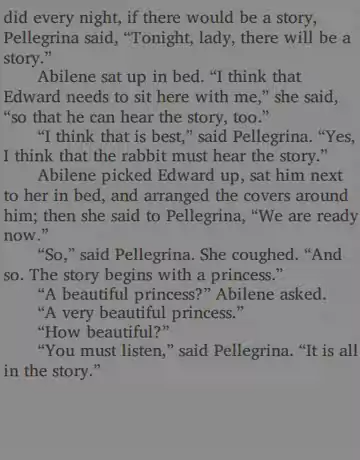 did every night, if there would be a story,
Pellegrina said, “Tonight, lady, there will be a
story.”
Abilene sat up in bed. “I think that
Edward needs to sit here with me,” she said,
“so that he can hear the story, too.”
“I think that is best,” said Pellegrina. “Yes,
I think that the rabbit must hear the story.”
Abilene picked Edward up, sat him next
to her in bed, and arranged the covers around
him; then she said to Pellegrina, “We are ready
now.”
“So,” said Pellegrina. She coughed. “And
so. The story begins with a princess.”
“A beautiful princess?” Abilene asked.
“A very beautiful princess.”
“How beautiful?”
“You must listen,” said Pellegrina. “It is all
in the story.”